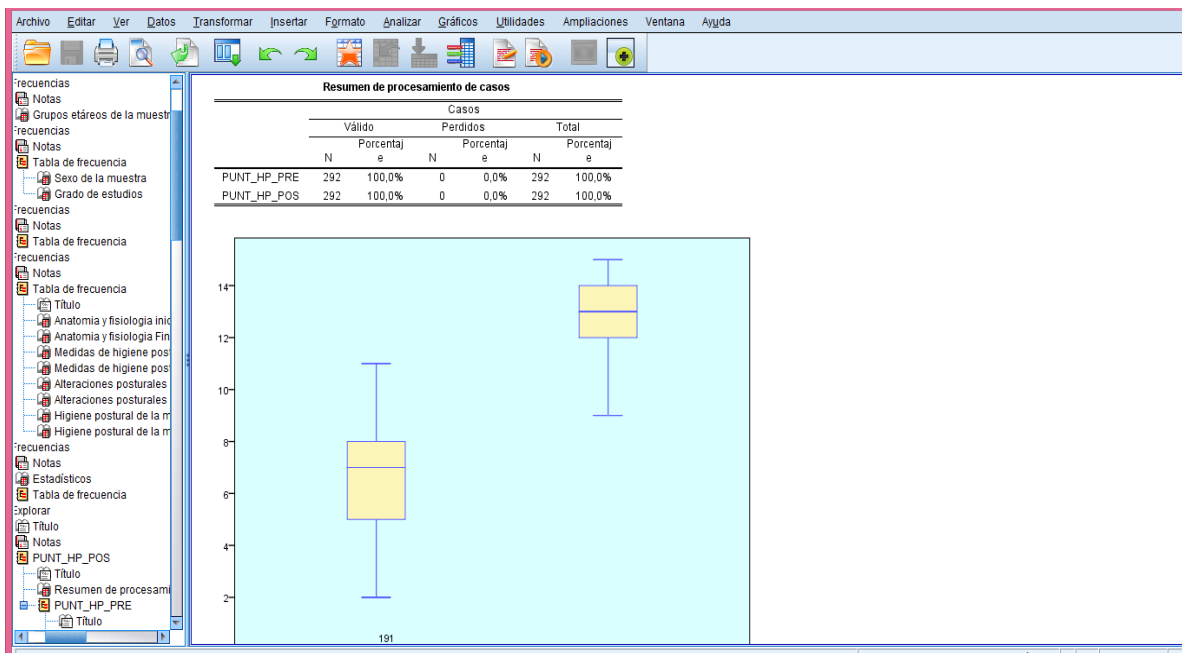 Archivo Editar Ver Datos Transformar Insertar Formato Analizar Gráficos Utilidades Ampliaciones Ventana Ayuda
Frecuencias
Notas
Grupos etáreos de la muestr
Frecuencias
Notas
Tabla de frecuencia
Sexo de la muestra
Grado de estudios
Frecuencias
Notas
Tabla de frecuencia
Frecuencias
Notas
Tabla de frecuencia
Título
Anatomia y fisiologia inic
Anatomia y fisiologia Fin
Medidas de higiene pos
Medidas de higiene pos
Alteraciones posturales
Alteraciones posturales
Higiene postural de la m
Higiene postural de la m
Frecuencias
Notas
Estadísticos
Tabla de frecuencia
Explorar
Título
Notas
PUNT_HP_POS
Título
Resumen de procesami
PUNT_HP_PRE
Título
Resumen de procesamiento de casos
Casos
Válido Perdidos Total
N Porcentaje N Porcentaje N Porcentaje
PUNT_HP_PRE 292 100,0% 0 0,0% 292 100,0%
PUNT_HP_POS 292 100,0% 0 0,0% 292 100,0%
14
12
10
8
6
4
2
191